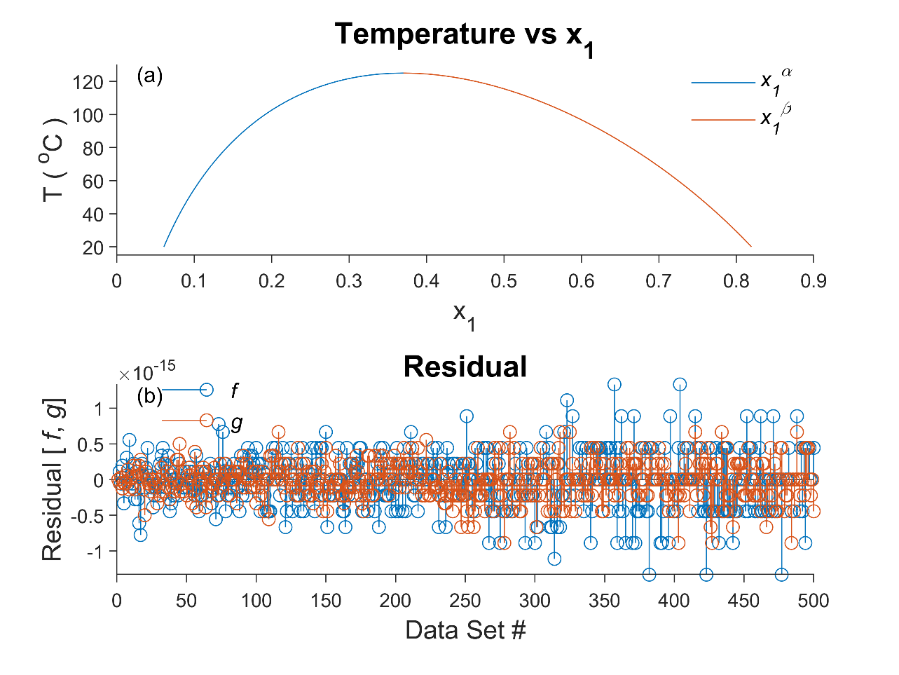 Temperature vs x₁
(a)
x₁^α
x₁^β
120
100
80
60
40
20
T ( °C )
0 0.1 0.2 0.3 0.4 0.5 0.6 0.7 0.8 0.9
x₁
Residual
×10⁻¹⁵
(b)
f
g
1
0.5
0
-0.5
-1
Residual [ f, g]
0 50 100 150 200 250 300 350 400 450 500
Data Set #